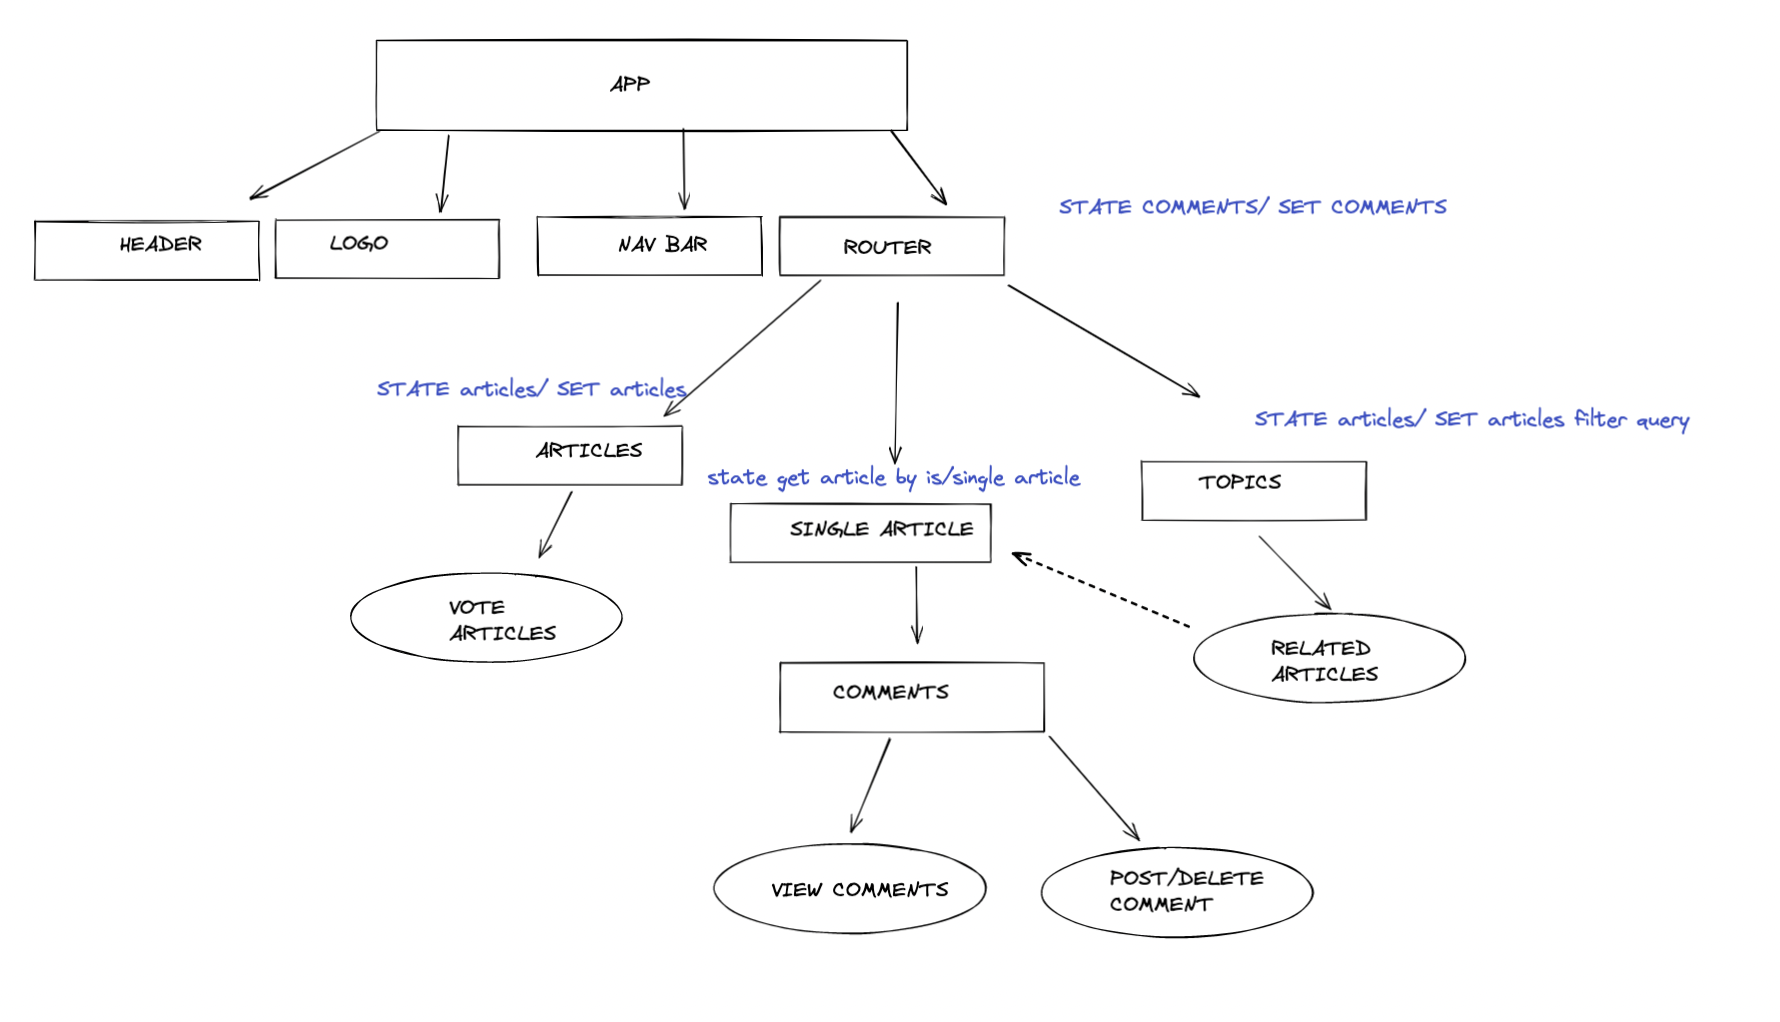 APP
STATE COMMENTS/ SET COMMENTS
HEADER
LOGO
NAV BAR
ROUTER
STATE articles/ SET articles
STATE articles/ SET articles filter query
ARTICLES
state get article by is/single article
TOPICS
SINGLE ARTICLE
VOTE
ARTICLES
RELATED
ARTICLES
COMMENTS
VIEW COMMENTS
POST/DELETE
COMMENT